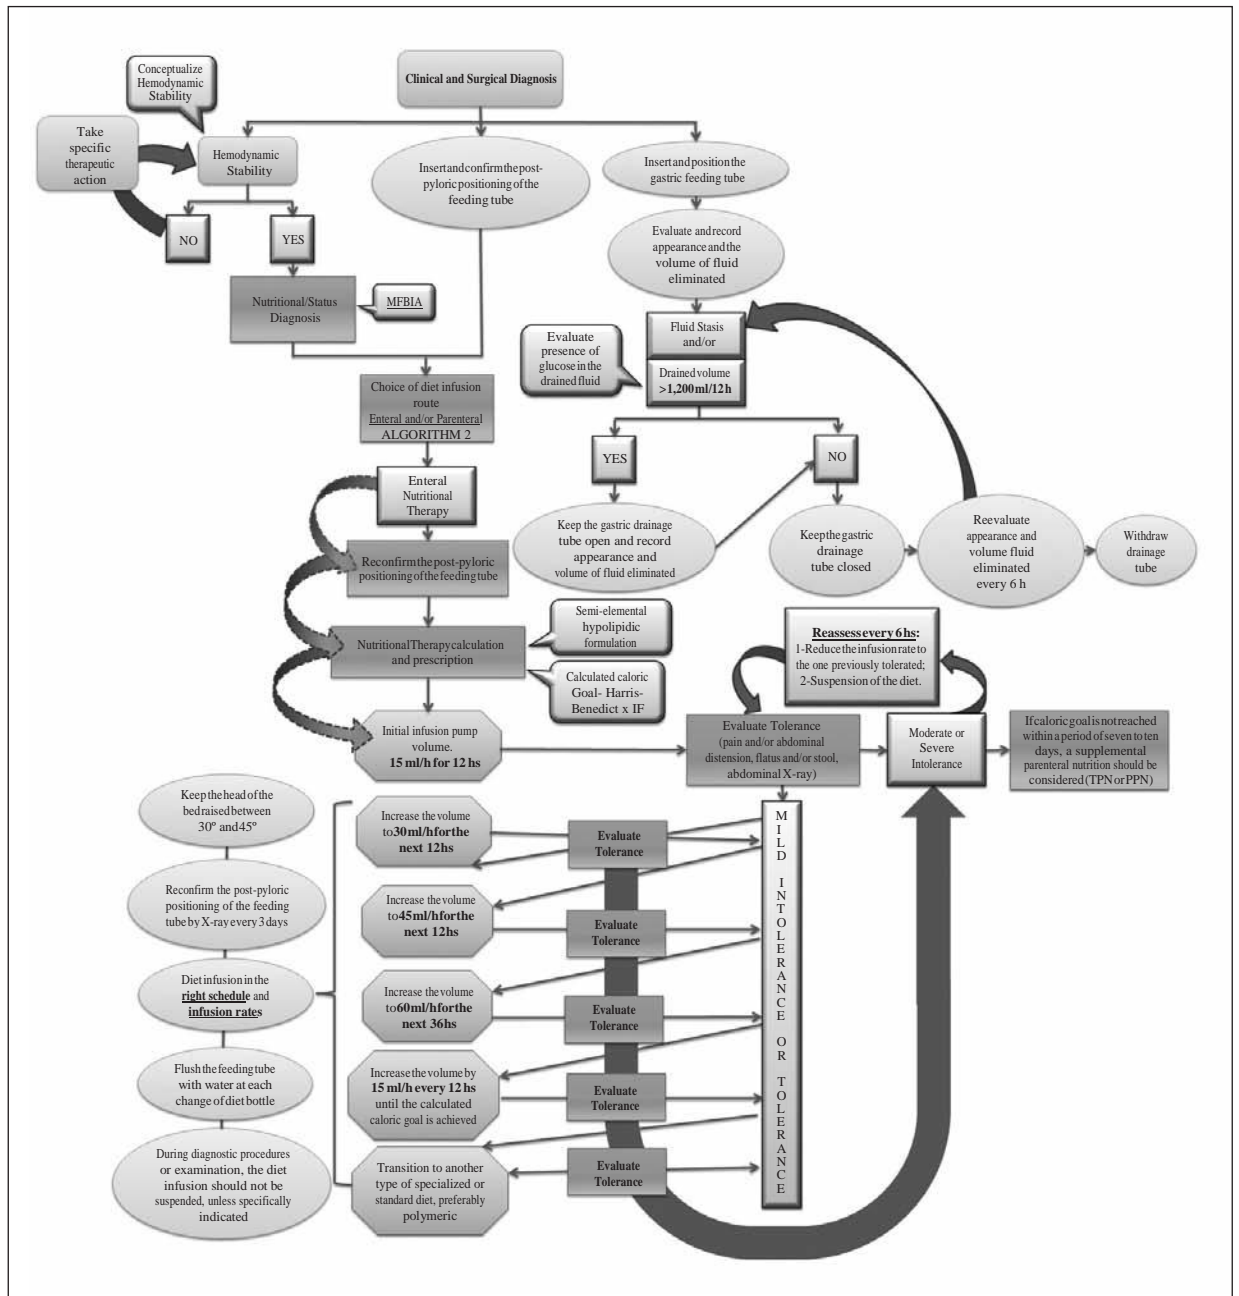 Clinical and Surgical Diagnosis
Conceptualize
Hemodynamic
Stability
Take
specific
therapeutic
action
Hemodynamic
Stability
NO
YES
Nutritional/Status
Diagnosis
MFBIA
Insert and confirm the post-
pyloric positioning of the
feeding tube
Insert and position the
gastric feeding tube
Evaluate and record
appearance and the
volume of fluid
eliminated
Fluid Stasis
and/or
Drained volume
>1,200 ml/12 h
Evaluate
presence of
glucose in the
drained fluid
YES
NO
Keep the gastric drainage
tube open and record
appearance and
volume of fluid eliminated
Keep the gastric
drainage
tube closed
Reevaluate
appearance and
volume fluid
eliminated
every 6 h
Withdraw
drainage
tube
Choice of diet infusion
route
Enteral and/or Parenteral
ALGORITHM 2
Enteral
Nutritional
Therapy
Reconfirm the post-pyloric
positioning of the feeding tube
Nutritional Therapy calculation
and prescription
Semi-elemental
hypolipidic
formulation
Calculated caloric
Goal- Harris-
Benedict x IF
Initial infusion pump
volume.
15 ml/h for 12 hs
Evaluate Tolerance
(pain and/or abdominal
distension, flatus and/or stool,
abdominal X-ray)
Reassess every 6 hs:
1-Reduce the infusion rate to
the one previously tolerated;
2-Suspension of the diet.
Moderate or
Severe
Intolerance
If caloric goal is not reached
within a period of seven to ten
days, a supplemental
parenteral nutrition should be
considered (TPN or PPN)
MILD INTOLERANCE OR TOLERANCE
Increase the volume
to 30 ml/h for the
next 12hs
Evaluate
Tolerance
Increase the volume
to 45 ml/h for the
next 12hs
Evaluate
Tolerance
Increase the volume
to 60 ml/h for the
next 36hs
Evaluate
Tolerance
Increase the volume by
15 ml/h every 12 hs
until the calculated
caloric goal is achieved
Evaluate
Tolerance
Transition to another
type of specialized or
standard diet, preferably
polymeric
Evaluate
Tolerance
Keep the head of the
bed raised between
30º and 45º
Reconfirm the post-pyloric
positioning of the feeding
tube by X-ray every 3 days
Diet infusion in the
right schedule and
infusion rates
Flush the feeding tube
with water at each
change of diet bottle
During diagnostic procedures
or examination, the diet
infusion should not be
suspended, unless specifically
indicated